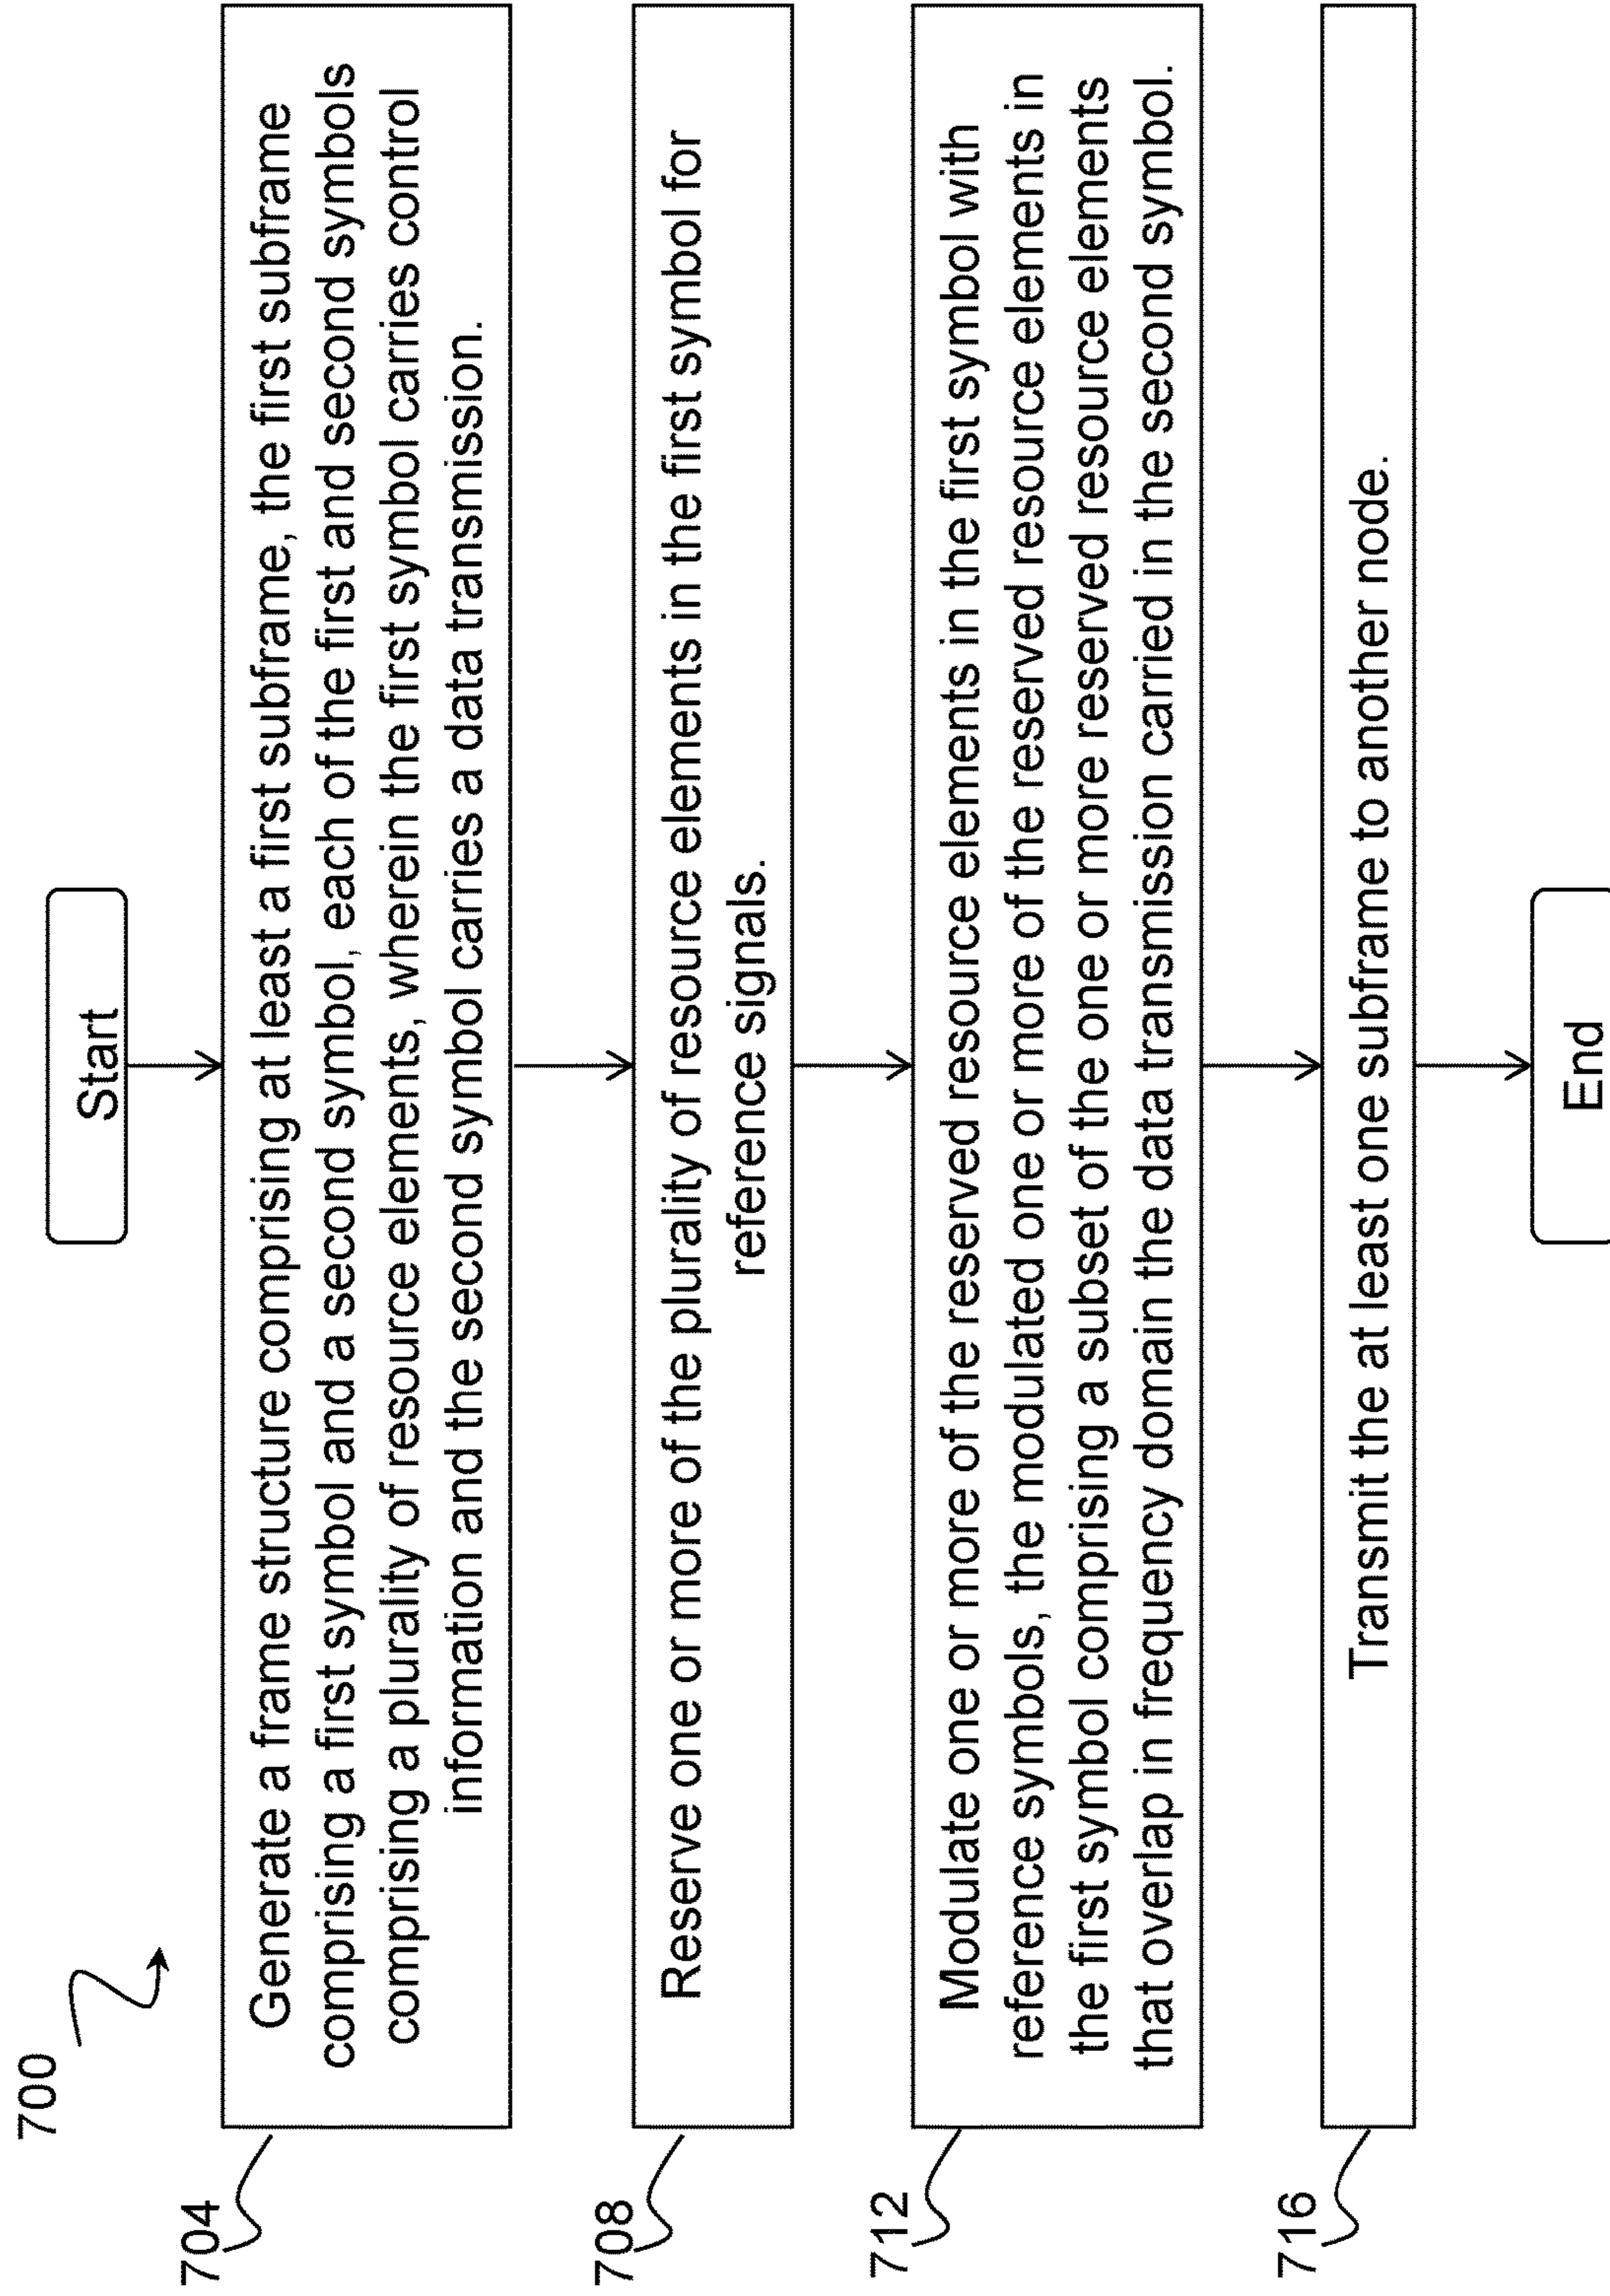 700
Start
704
Generate a frame structure comprising at least a first subframe, the first subframe
comprising a first symbol and a second symbol, each of the first and second symbols
comprising a plurality of resource elements, wherein the first symbol carries control
information and the second symbol carries a data transmission.
708
Reserve one or more of the plurality of resource elements in the first symbol for
reference signals.
712
Modulate one or more of the reserved resource elements in the first symbol with
reference symbols, the modulated one or more of the reserved resource elements in
the first symbol comprising a subset of the one or more reserved resource elements
that overlap in frequency domain the data transmission carried in the second symbol.
716
Transmit the at least one subframe to another node.
End